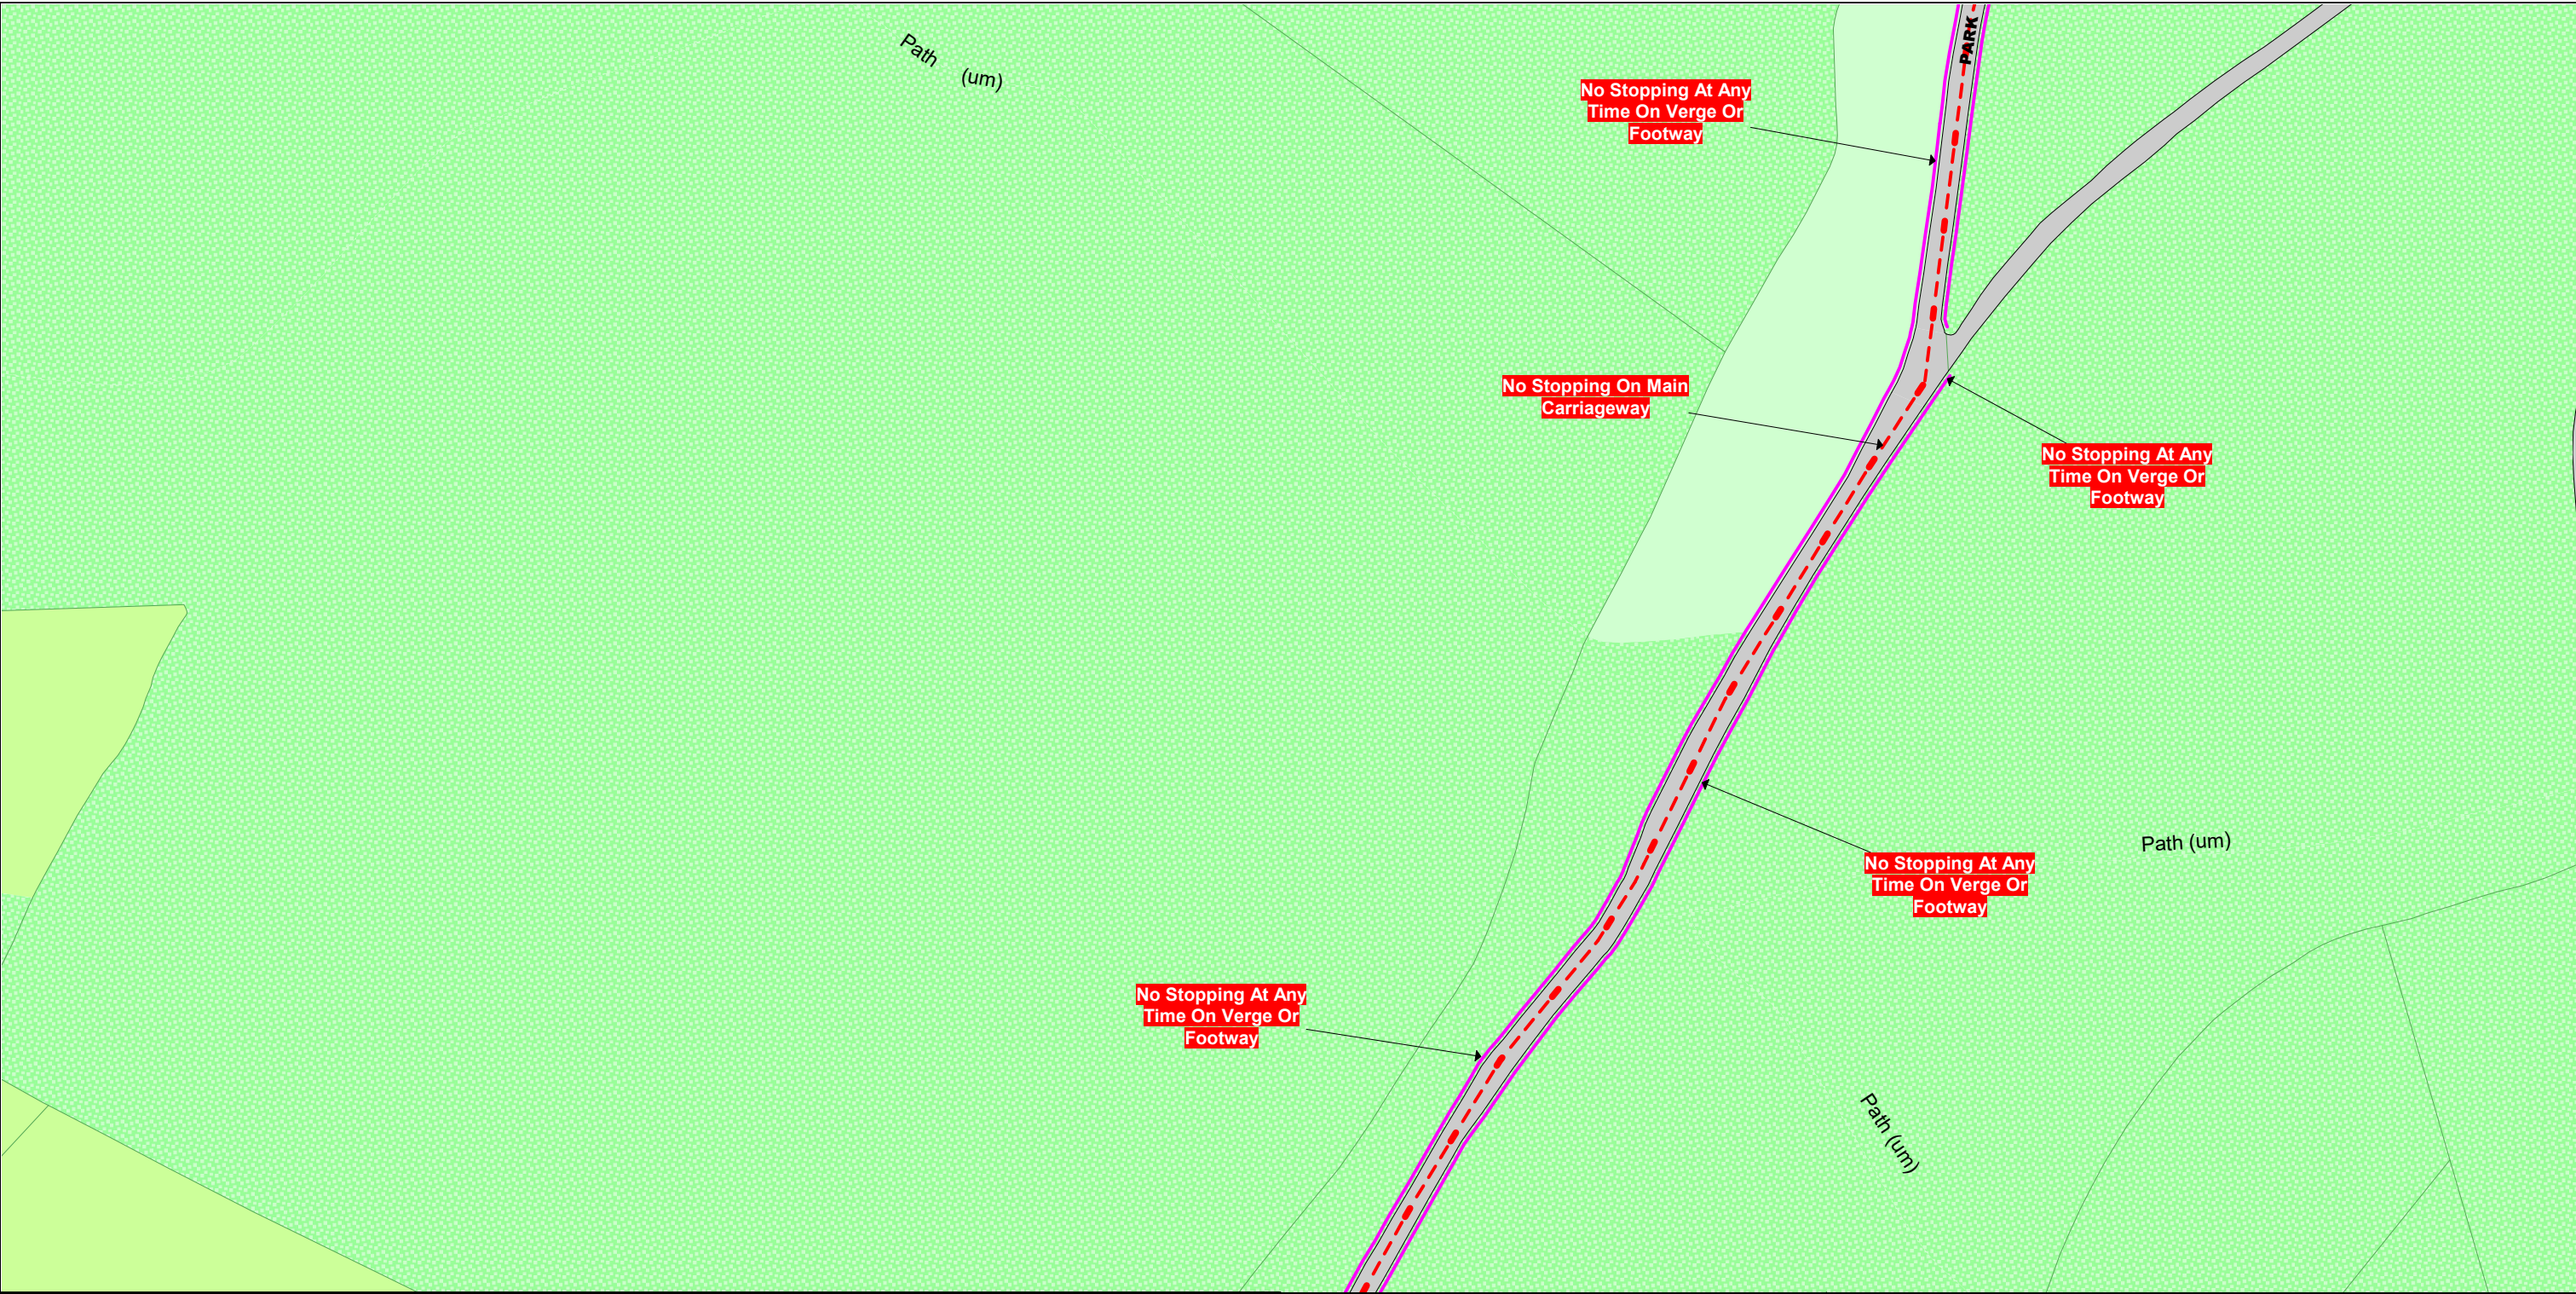 PARK
Path
(um)
No Stopping At Any
Time On Verge Or
Footway
No Stopping On Main
Carriageway
No Stopping At Any
Time On Verge Or
Footway
Path (um)
No Stopping At Any
Time On Verge Or
Footway
No Stopping At Any
Time On Verge Or
Footway
Path (um)